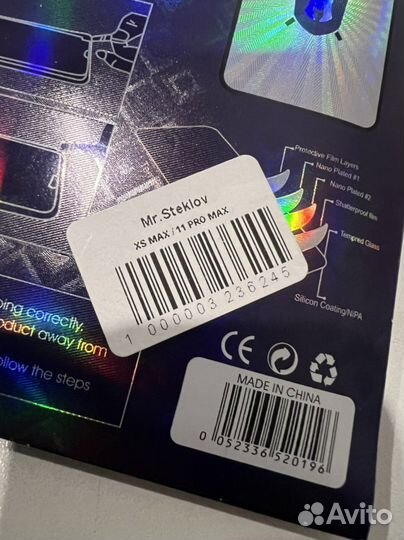 Protective Film Layers
Nano Plated #1
Nano Plated #2
Shatterproof film
Tempred Glass
Silicon Coating/NiPA
Mr.Steklov
XS MAX / 11 PRO MAX
1 000003 236245
ping correctly,
oduct away from
ollow the steps
CE
MADE IN CHINA
0 052336 520196
Avito